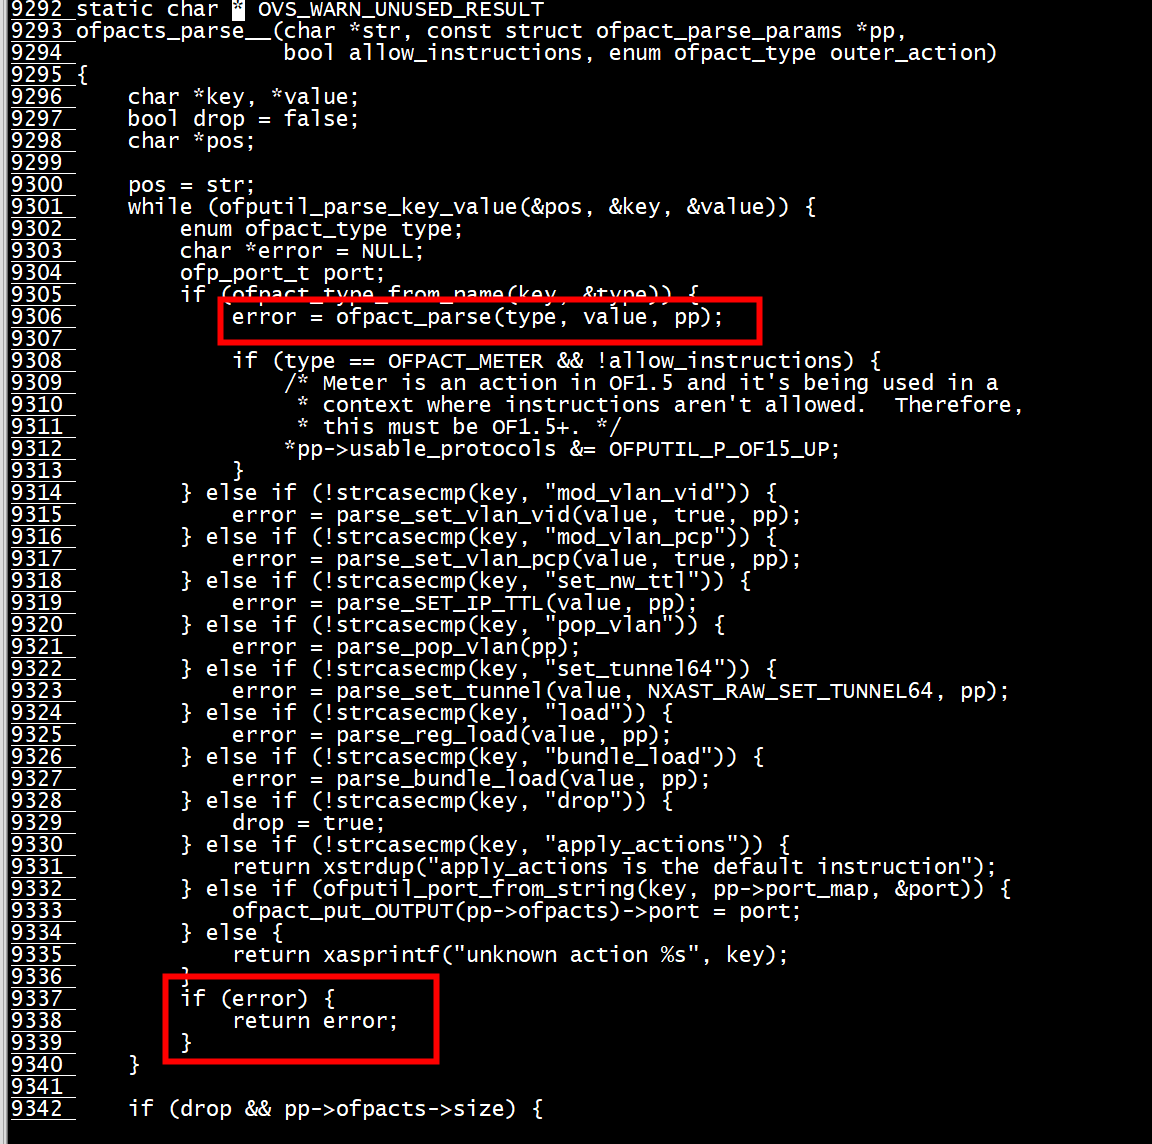 9292 static char * OVS_WARN_UNUSED_RESULT
9293 ofpacts_parse__(char *str, const struct ofpact_parse_params *pp,
9294                 bool allow_instructions, enum ofpact_type outer_action)
9295 {
9296     char *key, *value;
9297     bool drop = false;
9298     char *pos;
9299
9300     pos = str;
9301     while (ofputil_parse_key_value(&pos, &key, &value)) {
9302         enum ofpact_type type;
9303         char *error = NULL;
9304         ofp_port_t port;
9305         if (ofpact_type_from_name(key, &type)) {
9306             error = ofpact_parse(type, value, pp);
9307
9308             if (type == OFPACT_METER && !allow_instructions) {
9309                 /* Meter is an action in OF1.5 and it's being used in a
9310                  * context where instructions aren't allowed.  Therefore,
9311                  * this must be OF1.5+. */
9312                 *pp->usable_protocols &= OFPUTIL_P_OF15_UP;
9313             }
9314         } else if (!strcasecmp(key, "mod_vlan_vid")) {
9315             error = parse_set_vlan_vid(value, true, pp);
9316         } else if (!strcasecmp(key, "mod_vlan_pcp")) {
9317             error = parse_set_vlan_pcp(value, true, pp);
9318         } else if (!strcasecmp(key, "set_nw_ttl")) {
9319             error = parse_SET_IP_TTL(value, pp);
9320         } else if (!strcasecmp(key, "pop_vlan")) {
9321             error = parse_pop_vlan(pp);
9322         } else if (!strcasecmp(key, "set_tunnel64")) {
9323             error = parse_set_tunnel(value, NXAST_RAW_SET_TUNNEL64, pp);
9324         } else if (!strcasecmp(key, "load")) {
9325             error = parse_reg_load(value, pp);
9326         } else if (!strcasecmp(key, "bundle_load")) {
9327             error = parse_bundle_load(value, pp);
9328         } else if (!strcasecmp(key, "drop")) {
9329             drop = true;
9330         } else if (!strcasecmp(key, "apply_actions")) {
9331             return xstrdup("apply_actions is the default instruction");
9332         } else if (ofputil_port_from_string(key, pp->port_map, &port)) {
9333             ofpact_put_OUTPUT(pp->ofpacts)->port = port;
9334         } else {
9335             return xasprintf("unknown action %s", key);
9336         }
9337         if (error) {
9338             return error;
9339         }
9340     }
9341
9342     if (drop && pp->ofpacts->size) {